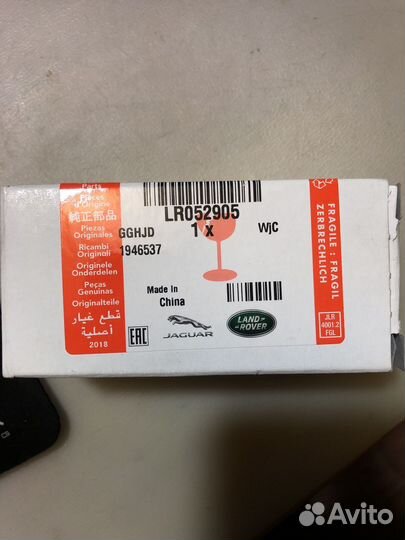 Parts
Pièces
d'Origine
純正部品
Piezas
Originales
Ricambi
Originali
Originele
Onderdelen
Peças
Genuínas
Originalteile
قطع غيار
أصلية
2018
LR052905
1 X
GGHJD
WjC
1946537
Made In
China
EAC
JAGUAR
LAND-
ROVER
FRAGILE : FRAGIL
ZERBRECHLICH
JLR
4001.2
FGL
Avito